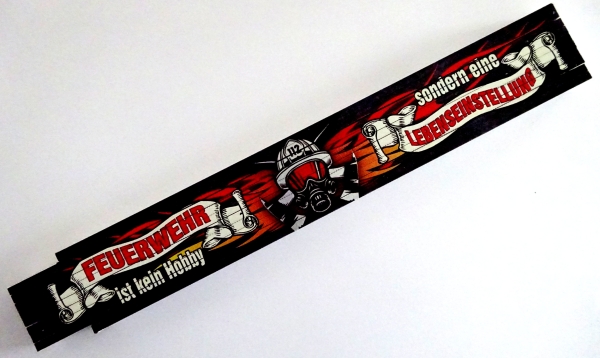 FEUERWEHR
ist kein Hobby
112
sondern eine
LEBENSEINSTELLUNG